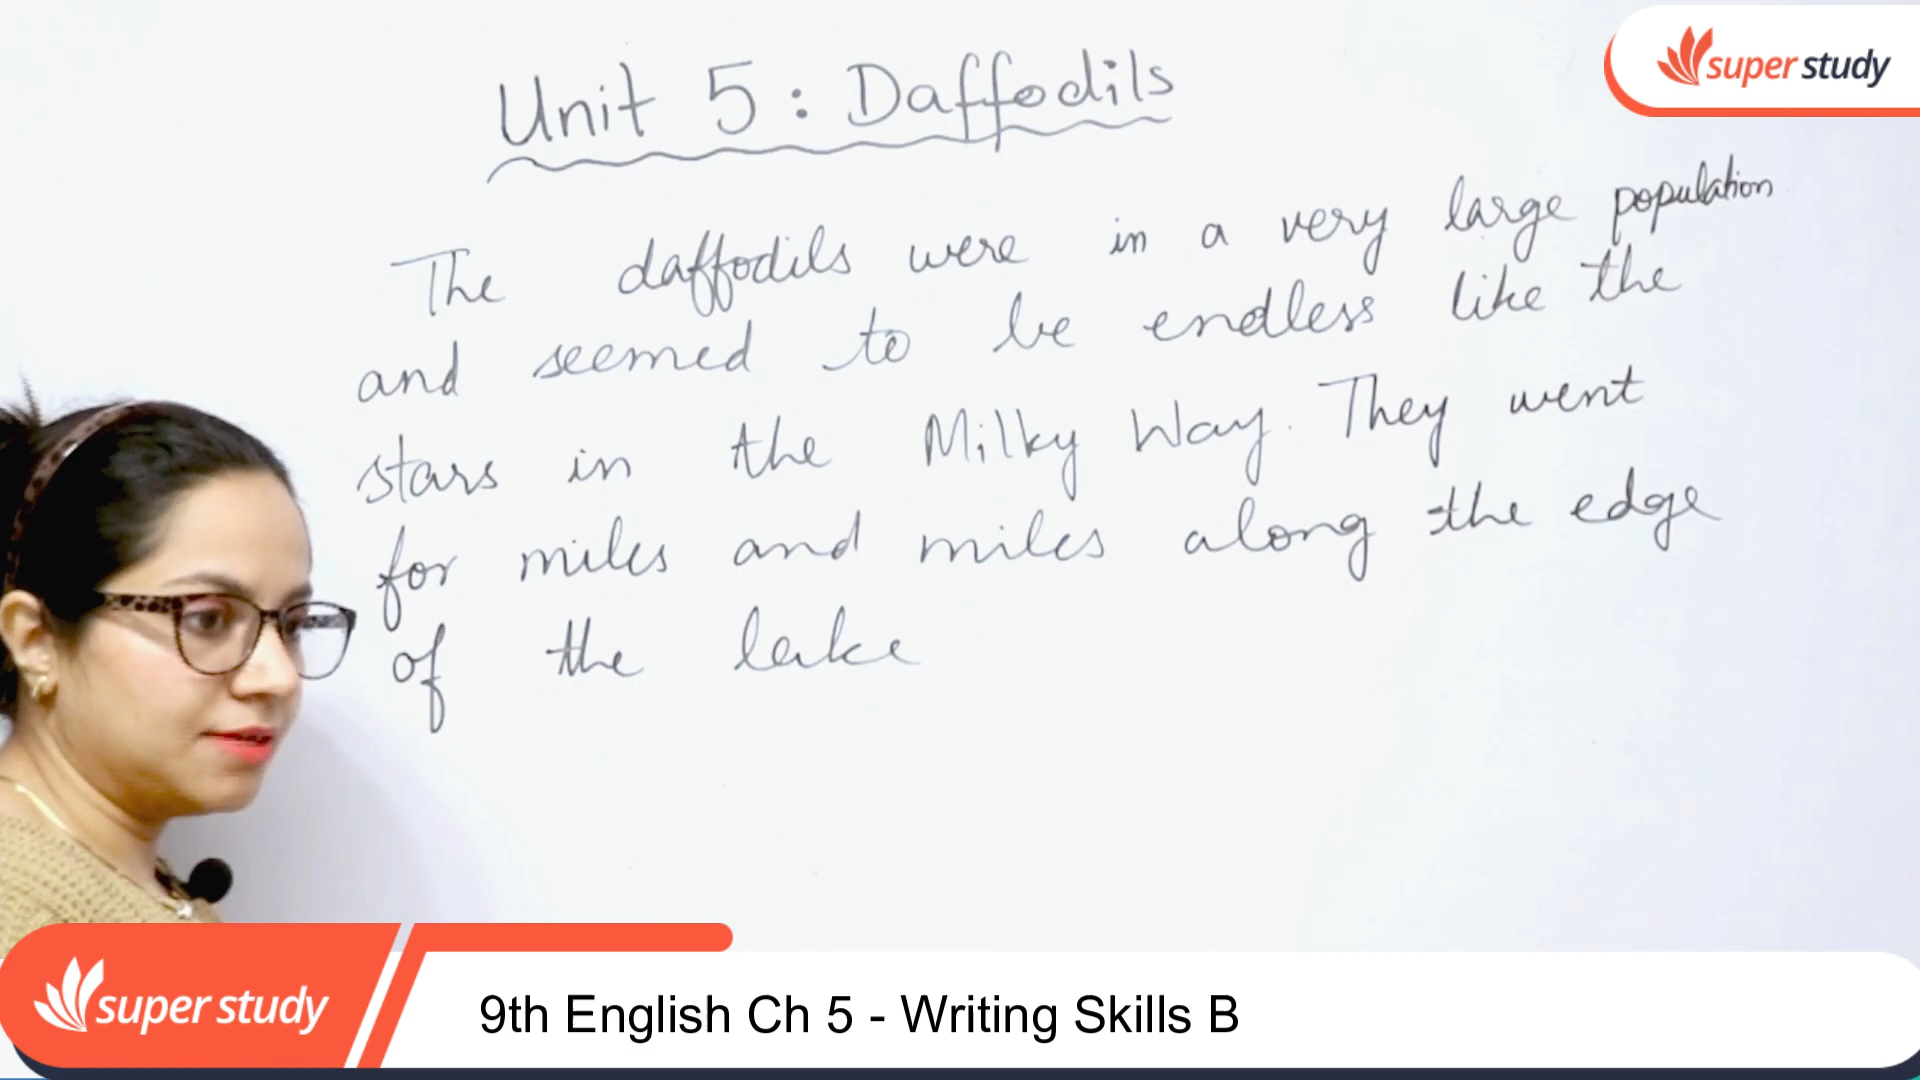 super study
Unit 5 : Daffodils
The daffodils were in a very large population
and seemed to be endless like the
stars in the Milky Way. They went
for miles and miles along the edge
of the lake
super study
9th English Ch 5 - Writing Skills B